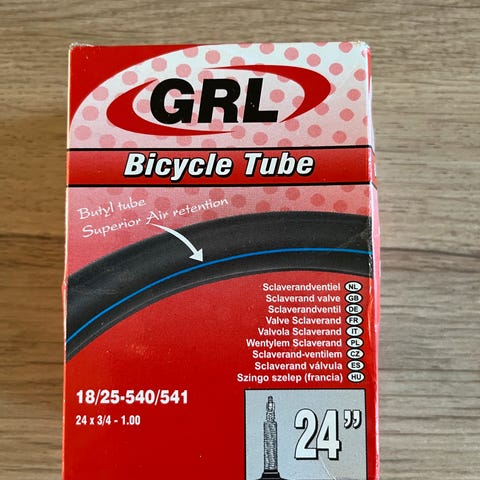 GRL
Bicycle Tube
Butyl tube
Superior Air retention
Sclaverandventiel NL
Sclaverand valve GB
Sclaverandventil DE
Valve Sclaverand FR
Valvola Sclaverand IT
Wentylem Sclaverand PL
Sclaverand-ventilem CZ
Sclaverand válvula ES
Szingo szelep (francia) HU
18/25-540/541
24 x 3/4 - 1.00
24”